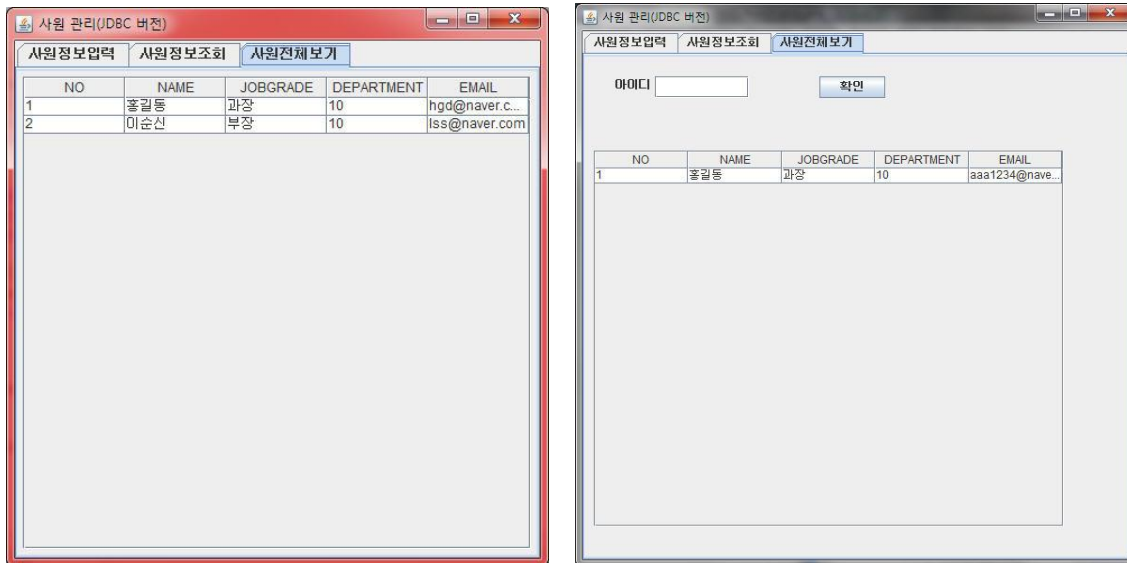 사원 관리(JDBC 버전)
사원정보입력 사원정보조회 사원전체보기
NO NAME JOBGRADE DEPARTMENT EMAIL
1 홍길동 과장 10 hgd@naver.c...
2 이순신 부장 10 lss@naver.com
사원 관리(JDBC 버전)
사원정보입력 사원정보조회 사원전체보기
아이디 확인
NO NAME JOBGRADE DEPARTMENT EMAIL
1 홍길동 과장 10 aaa1234@nave...